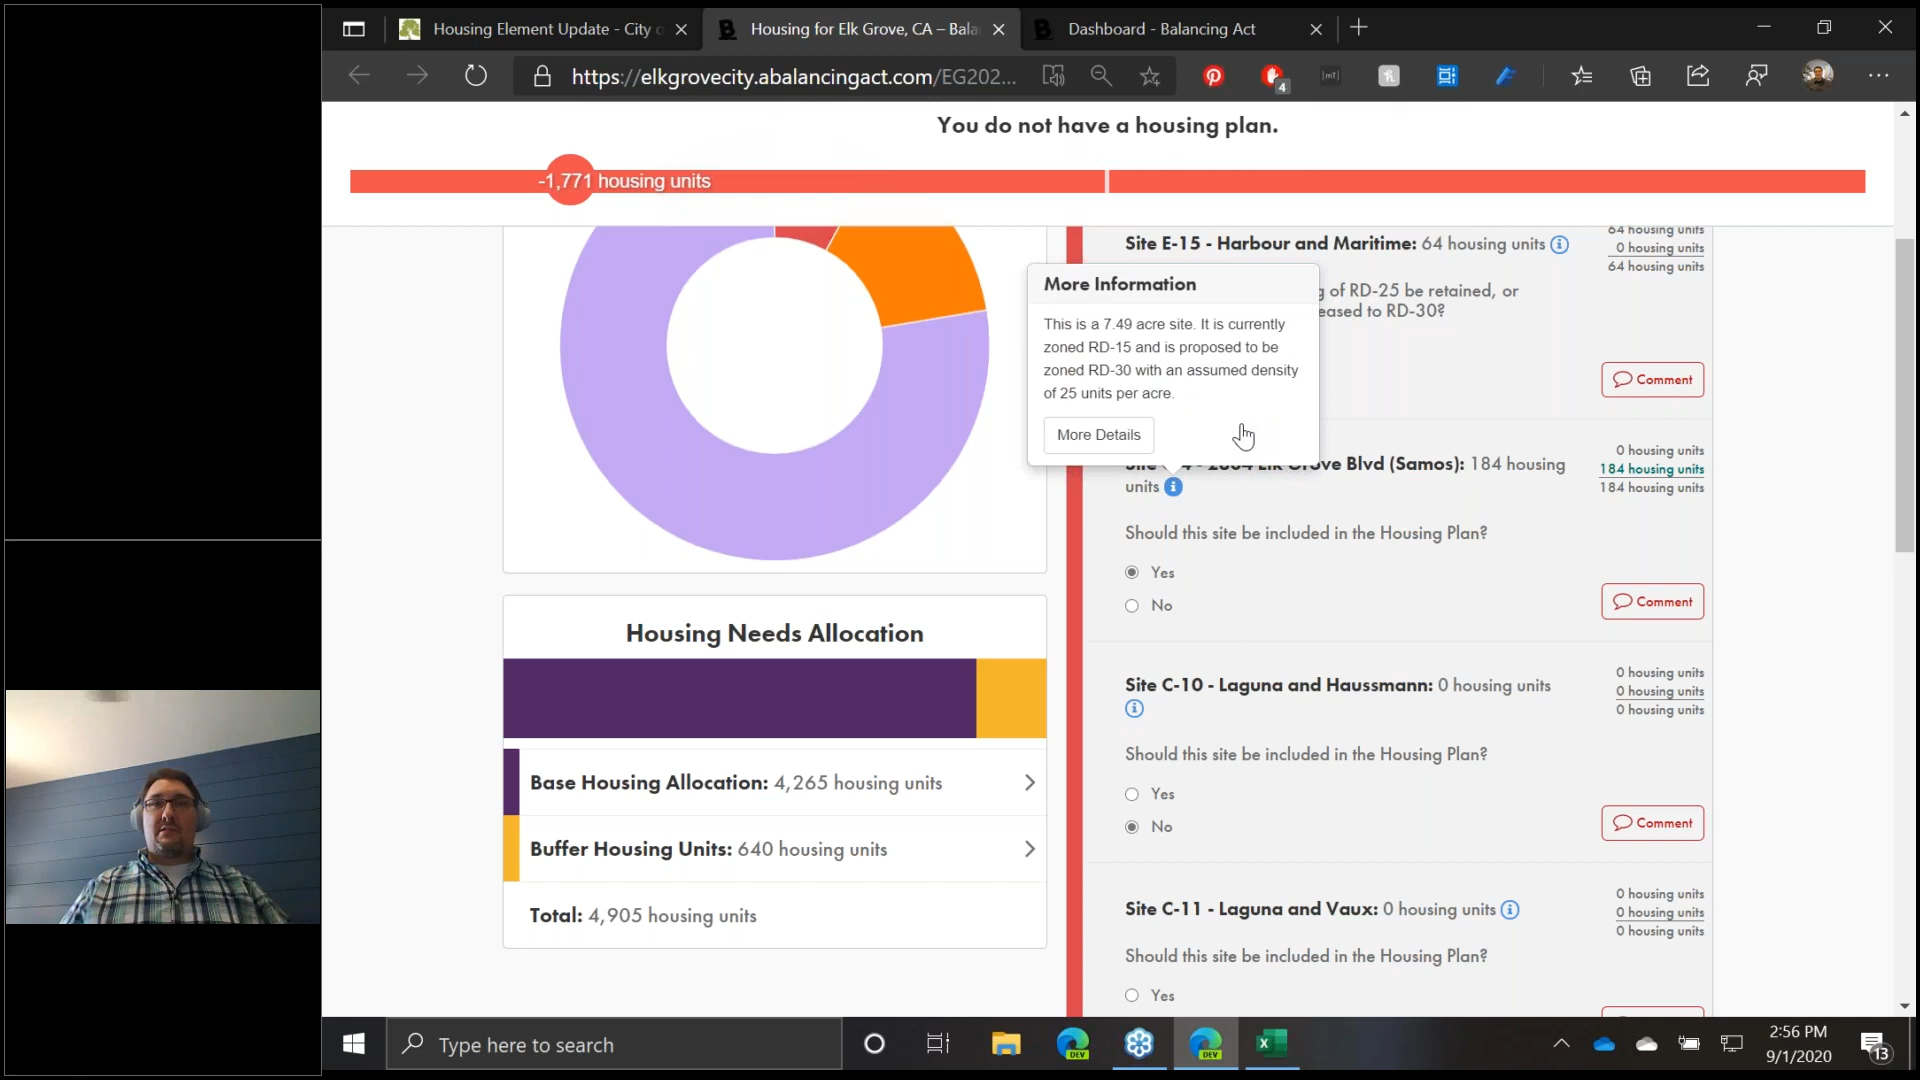 Housing Element Update - City o
Housing for Elk Grove, CA – Bala
Dashboard - Balancing Act
https://elkgrovecity.abalancingact.com/EG202...
4
You do not have a housing plan.
-1,771 housing units
64 housing units
Site E-15 - Harbour and Maritime: 64 housing units
0 housing units
64 housing units
More Information
g of RD-25 be retained, or
eased to RD-30?
This is a 7.49 acre site. It is currently
zoned RD-15 and is proposed to be
zoned RD-30 with an assumed density
of 25 units per acre.
More Details
Comment
Elk Grove Blvd (Samos): 184 housing
units
0 housing units
184 housing units
184 housing units
Should this site be included in the Housing Plan?
Yes
No
Comment
Housing Needs Allocation
Base Housing Allocation: 4,265 housing units
Buffer Housing Units: 640 housing units
Total: 4,905 housing units
Site C-10 - Laguna and Haussmann: 0 housing units
0 housing units
0 housing units
0 housing units
Should this site be included in the Housing Plan?
Yes
No
Comment
Site C-11 - Laguna and Vaux: 0 housing units
0 housing units
0 housing units
0 housing units
Should this site be included in the Housing Plan?
Yes
Type here to search
DEV
DEV
2:56 PM
9/1/2020
13